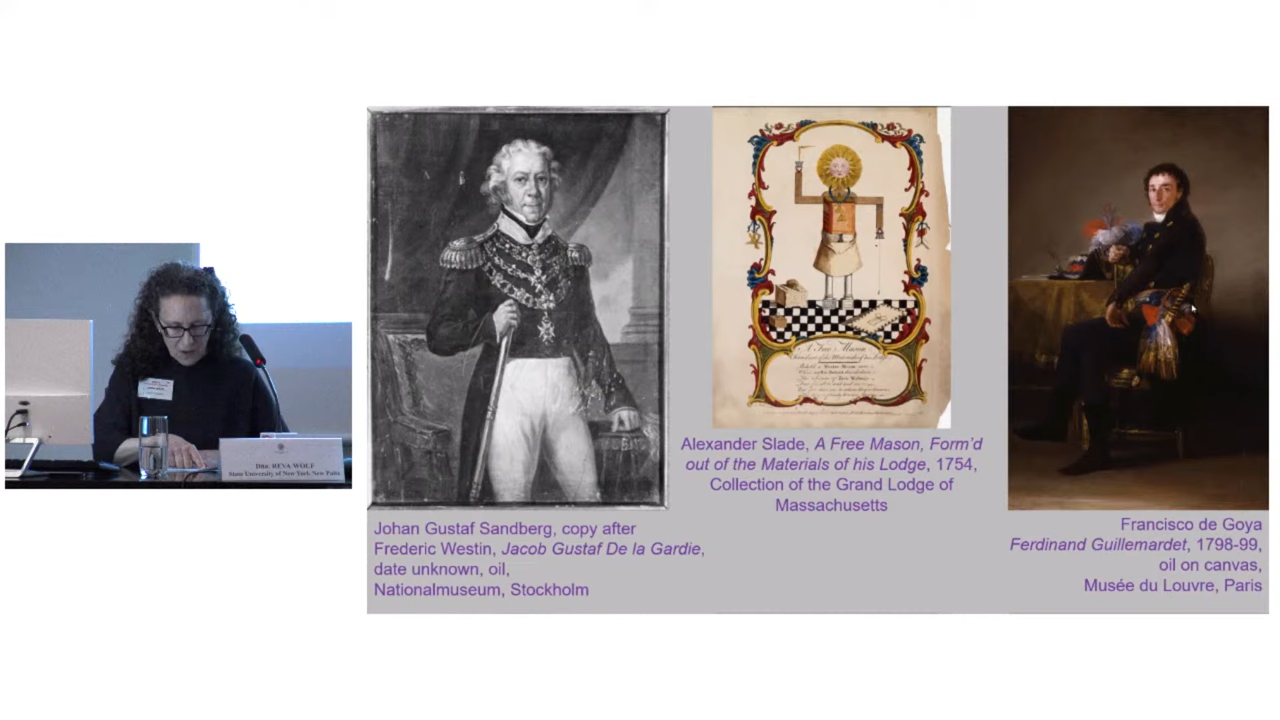 Dña. REVA WOLF
State University of New York, New Paltz
Johan Gustaf Sandberg, copy after
Frederic Westin, Jacob Gustaf De la Gardie,
date unknown, oil,
Nationalmuseum, Stockholm
A Free Mason
Alexander Slade, A Free Mason, Form'd
out of the Materials of his Lodge, 1754,
Collection of the Grand Lodge of
Massachusetts
Francisco de Goya
Ferdinand Guillemardet, 1798-99,
oil on canvas,
Musée du Louvre, Paris